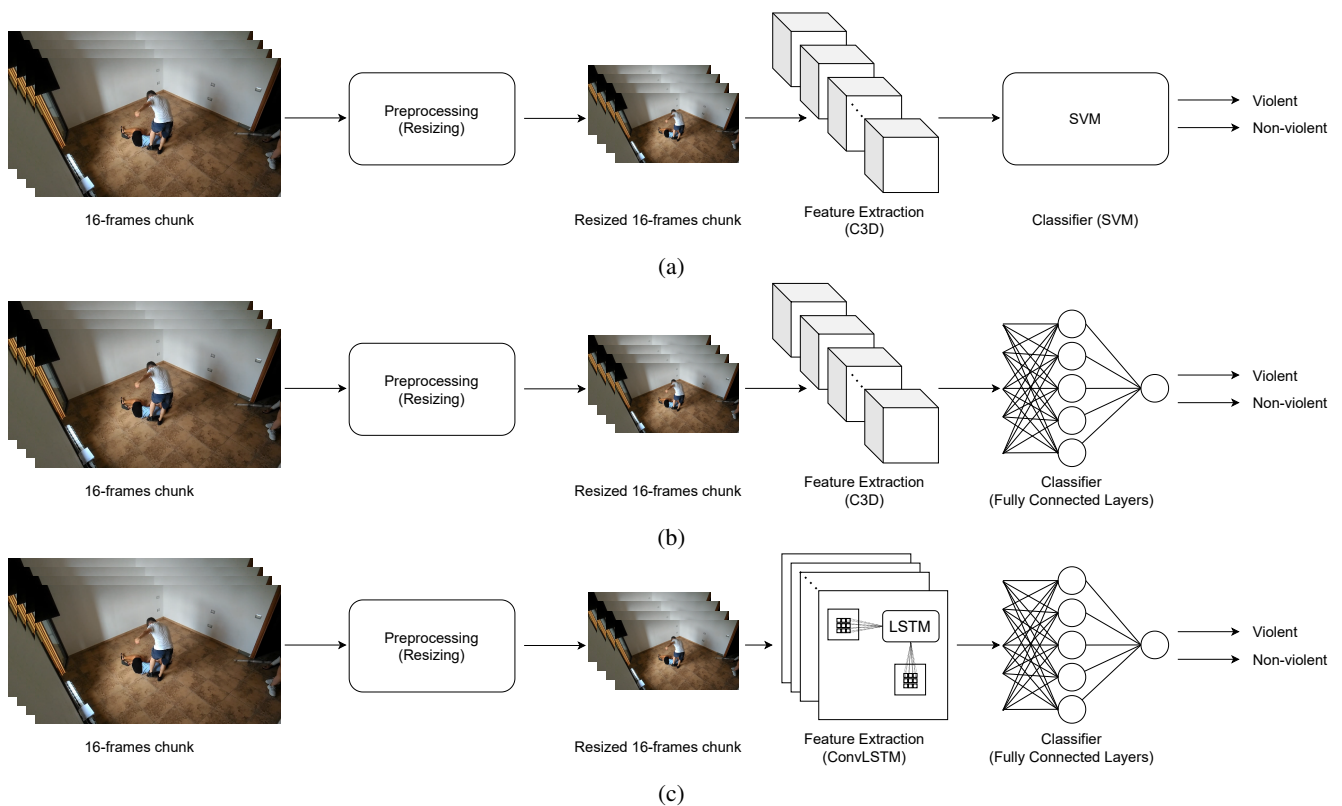 Preprocessing
(Resizing)
SVM
Violent
Non-violent
16-frames chunk
Resized 16-frames chunk
Feature Extraction
(C3D)
Classifier (SVM)
(a)
Preprocessing
(Resizing)
Violent
Non-violent
16-frames chunk
Resized 16-frames chunk
Feature Extraction
(C3D)
Classifier
(Fully Connected Layers)
(b)
Preprocessing
(Resizing)
LSTM
Violent
Non-violent
16-frames chunk
Resized 16-frames chunk
Feature Extraction
(ConvLSTM)
Classifier
(Fully Connected Layers)
(c)